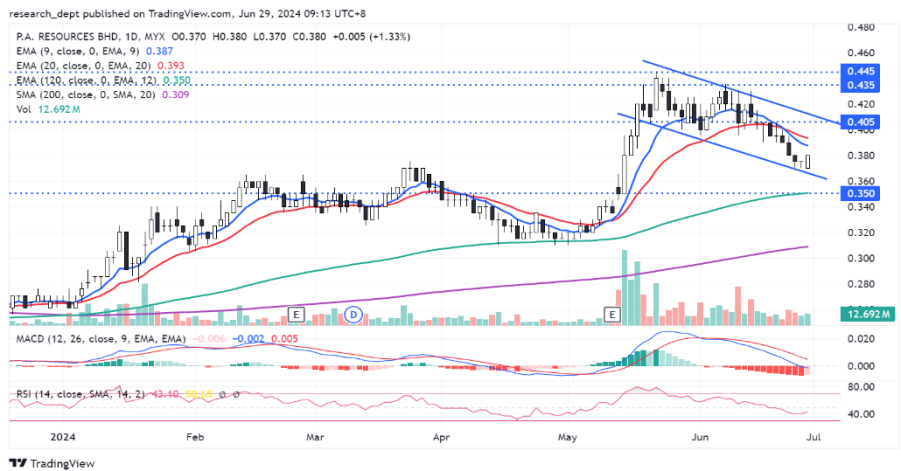 research_dept published on TradingView.com, Jun 29, 2024 09:13 UTC+8
P.A. RESOURCES BHD, 1D, MYX O0.370 H0.380 L0.370 C0.380 +0.005 (+1.33%)
EMA (9, close, 0, EMA, 9) 0.387
EMA (20, close, 0, EMA, 20) 0.393
EMA (120, close, 0, EMA, 12) 0.350
SMA (200, close, 0, SMA, 20) 0.309
Vol 12.692M
0.480
0.460
0.445
0.435
0.420
0.405
0.400
0.380
0.360
0.350
0.340
0.320
0.300
0.280
12.692M
E
D
E
MACD (12, 26, close, 9, EMA, EMA) −0.006 −0.002 0.005
0.020
0.000
RSI (14, close, SMA, 14, 2) 43.10 50.65 Ø Ø
80.00
40.00
2024 Feb Mar Apr May Jun Jul
TradingView